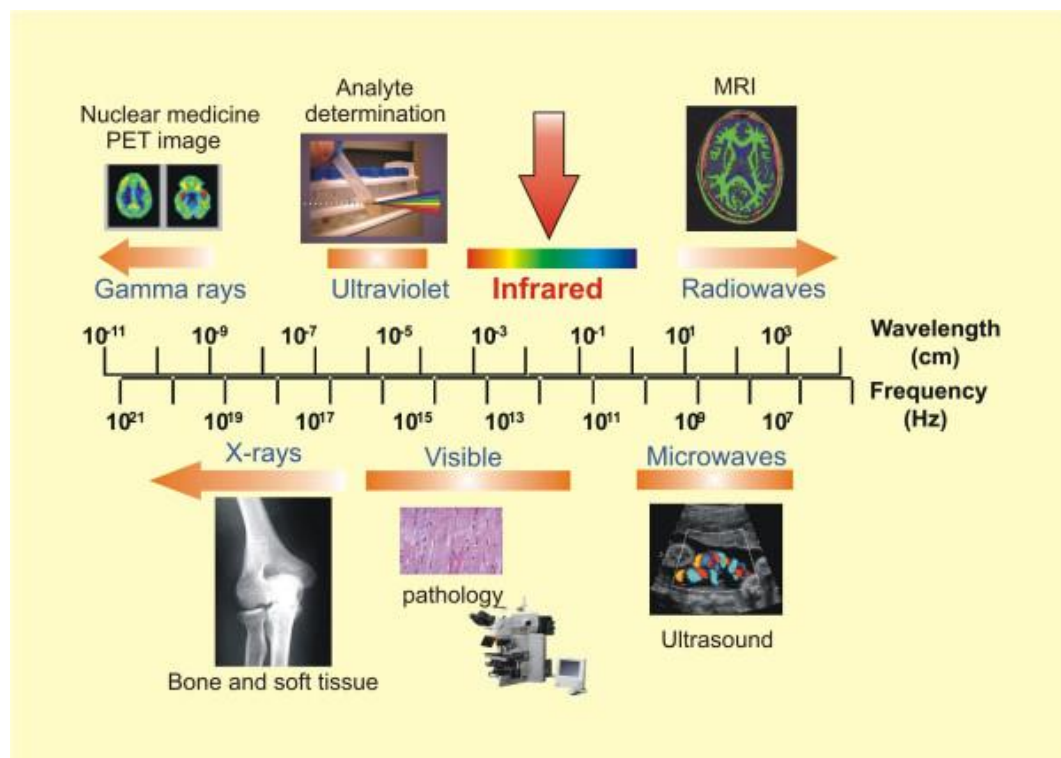 Nuclear medicine
PET image
Analyte
determination
MRI
Gamma rays
Ultraviolet
Infrared
Radiowaves
10-11 10-9 10-7 10-5 10-3 10-1 101 103
Wavelength
(cm)
1021 1019 1017 1015 1013 1011 109 107
Frequency
(Hz)
X-rays
Visible
Microwaves
pathology
Ultrasound
Bone and soft tissue